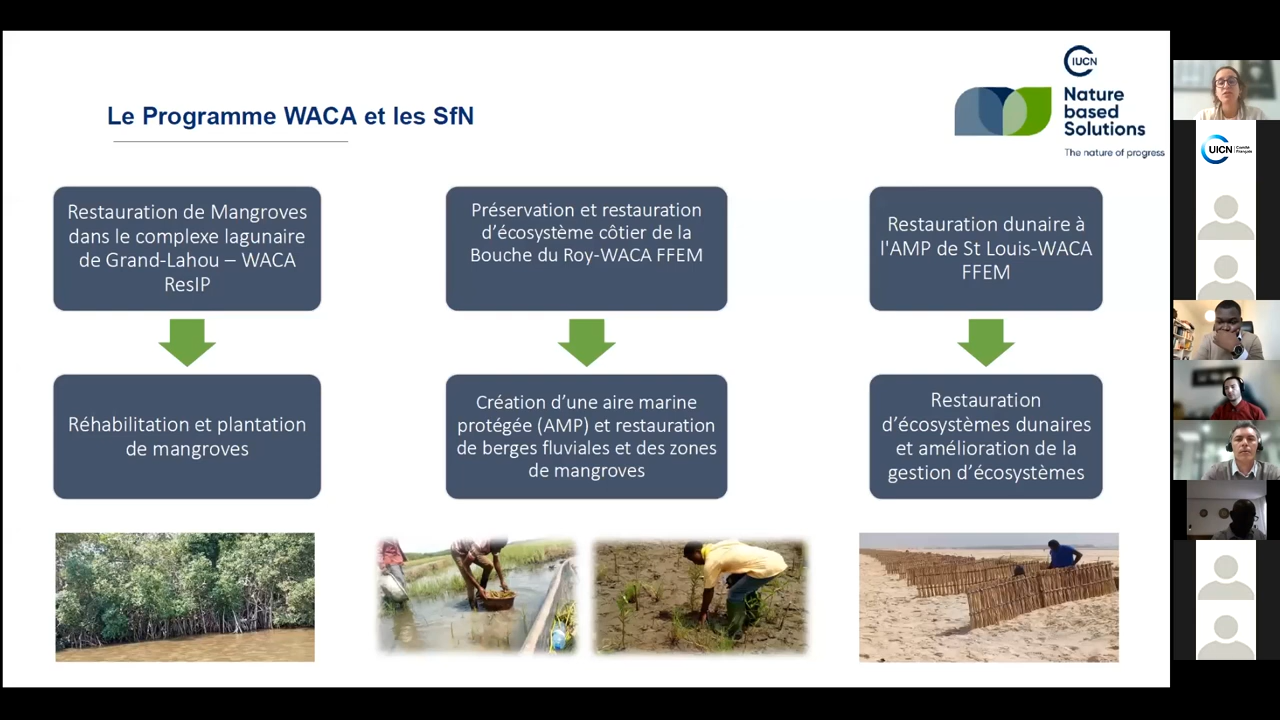 Le Programme WACA et les SfN
IUCN
Nature
based
Solutions
The nature of progress
Restauration de Mangroves
dans le complexe lagunaire
de Grand-Lahou – WACA
ResIP
Préservation et restauration
d’écosystème côtier de la
Bouche du Roy-WACA FFEM
Restauration dunaire à
l'AMP de St Louis-WACA
FFEM
Réhabilitation et plantation
de mangroves
Création d’une aire marine
protégée (AMP) et restauration
de berges fluviales et des zones
de mangroves
Restauration
d’écosystèmes dunaires
et amélioration de la
gestion d’écosystèmes
UICN
Comité
Français